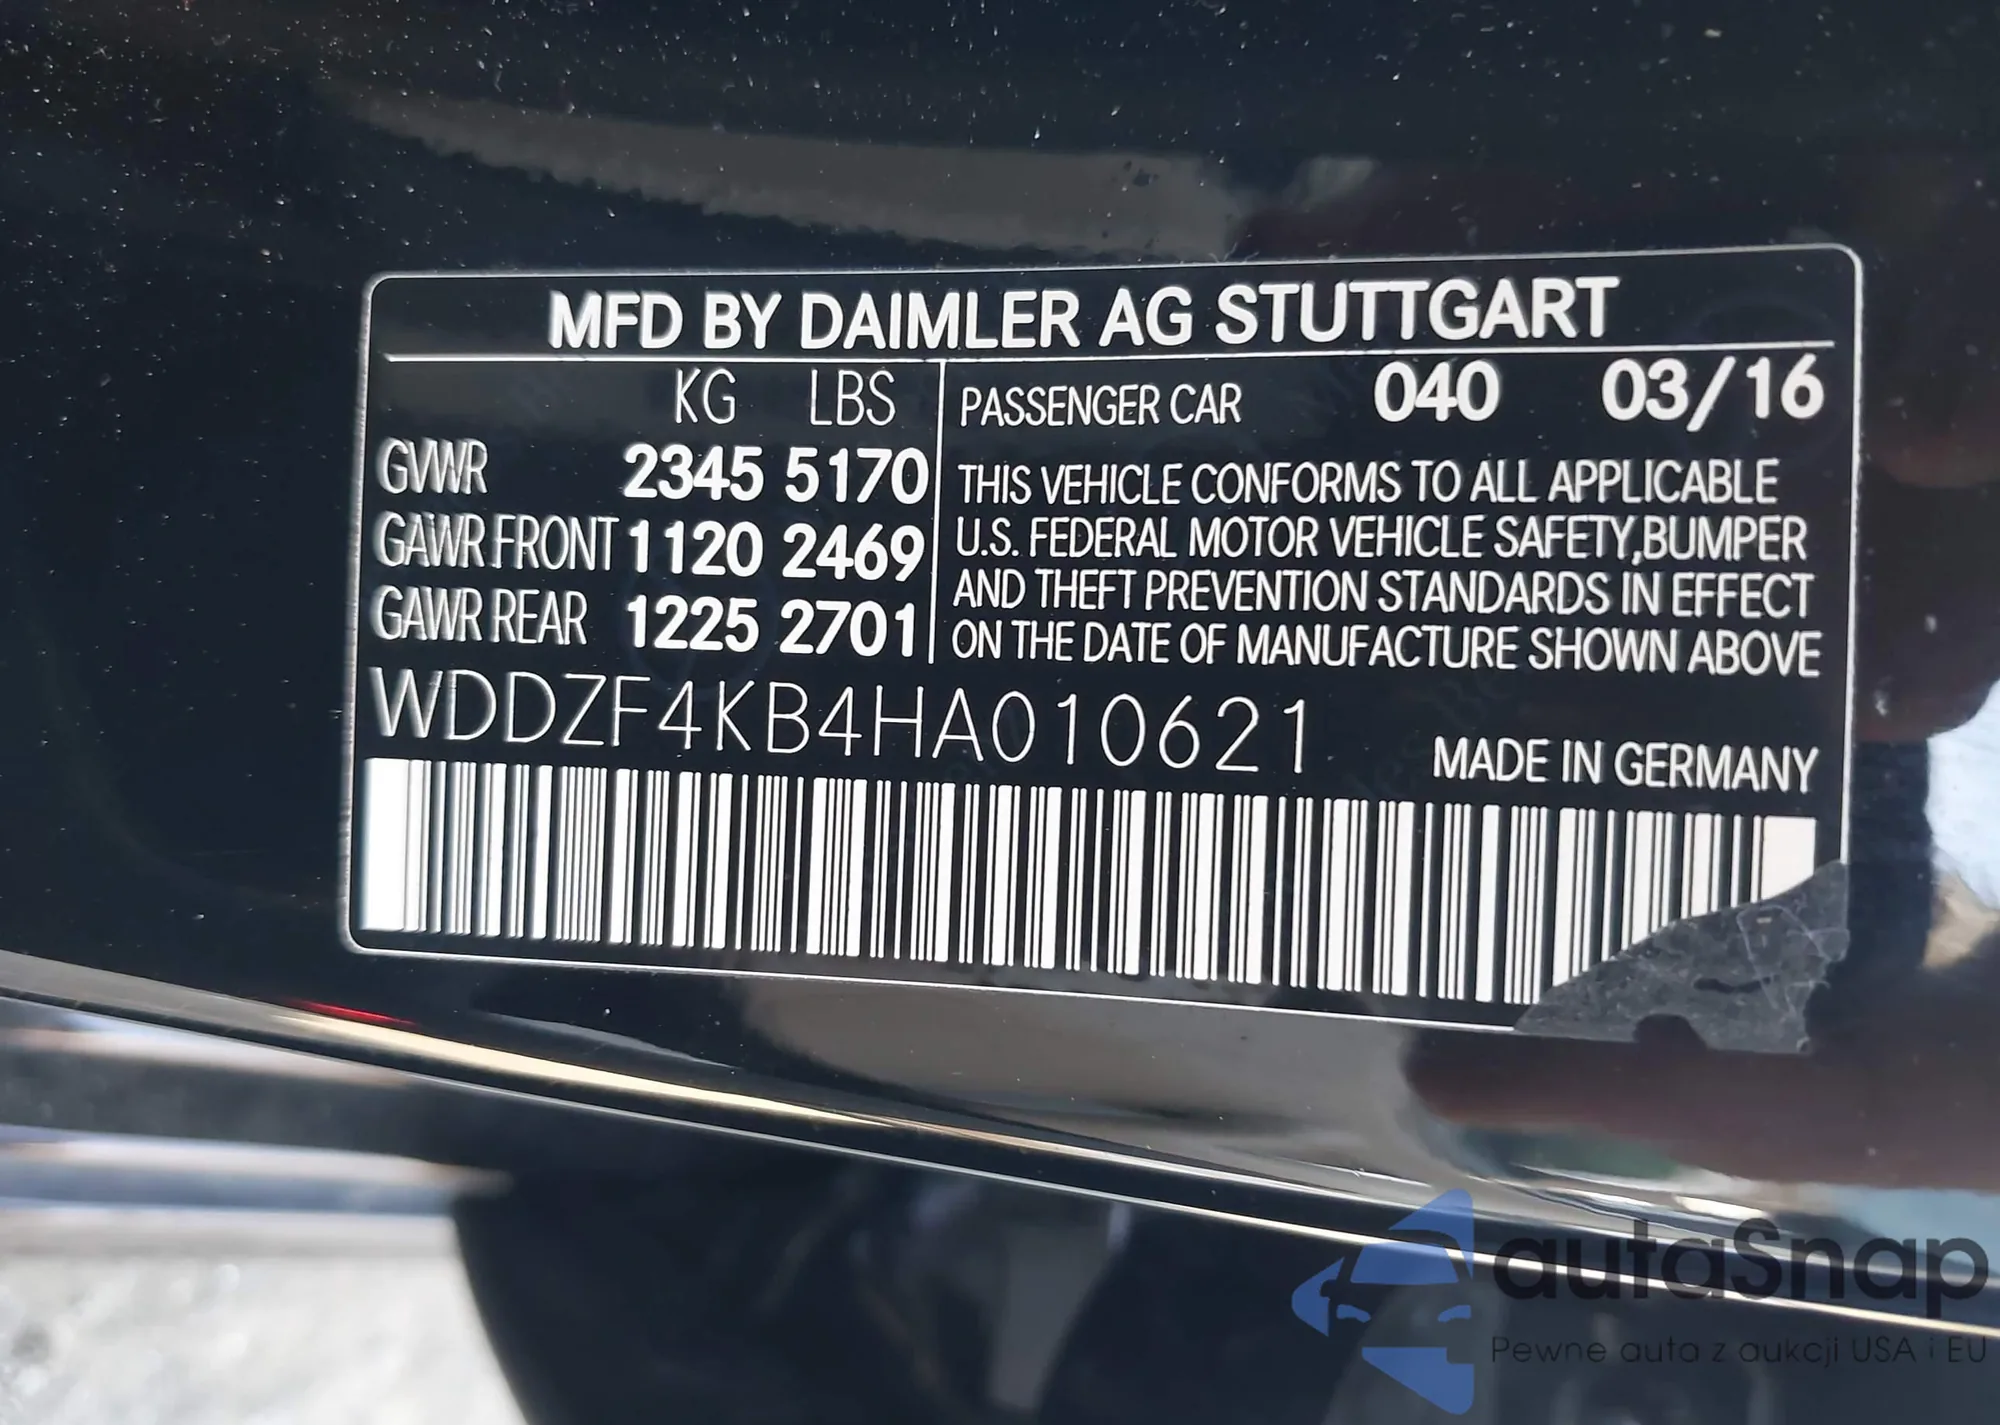 MFD BY DAIMLER AG STUTTGART
KG LBS
GVWR 2345 5170
GAWR FRONT 1120 2469
GAWR REAR 1225 2701
PASSENGER CAR 040 03/16
THIS VEHICLE CONFORMS TO ALL APPLICABLE
U.S. FEDERAL MOTOR VEHICLE SAFETY,BUMPER
AND THEFT PREVENTION STANDARDS IN EFFECT
ON THE DATE OF MANUFACTURE SHOWN ABOVE
WDDZF4KB4HA010621
MADE IN GERMANY
autaSnap
Pewne auta z aukcji USA i EU